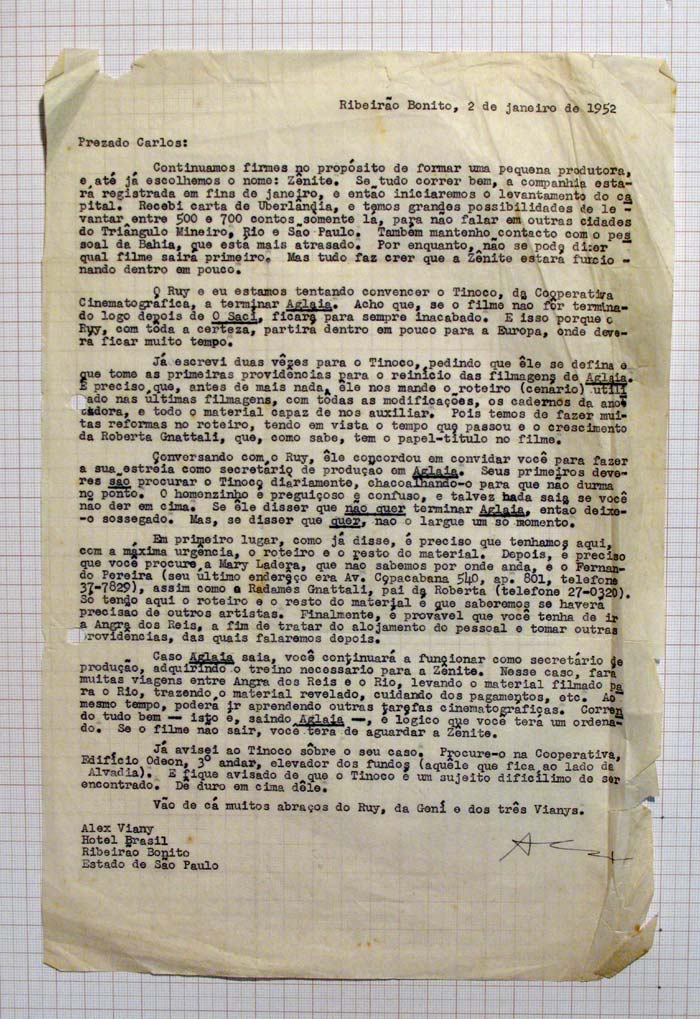 Ribeirão Bonito, 2 de janeiro de 1952
Prezado Carlos:
Continuamos firmes no propósito de formar uma pequena produtora,
e até já escolhemos o nome: Zênite. Se tudo correr bem, a companhia esta-
rá registrada em fins de janeiro, e então iniciaremos o levantamento do ca
pital. Recebi carta de Uberlândia, e temos grandes possibilidades de le-
vantar entre 500 e 700 contos somente lá, para não falar em outras cidades
do Triângulo Mineiro, Rio e São Paulo. Também mantenho contacto com o pes
soal da Bahia, que está mais atrasado. Por enquanto, não se pode dizer
qual filme sairá primeiro. Mas tudo faz crer que a Zênite estará funcio -
nando dentro em pouco.
O Ruy e eu estamos tentando convencer o Tinoco, da Cooperativa
Cinematográfica, a terminar Aglaia. Acho que, se o filme não fôr termina-
do logo depois de O Saci, ficará para sempre inacabado. E isso porque o
Ruy, com tôda a certeza, partirá dentro em pouco para a Europa, onde deve-
rá ficar muito tempo.
Já escrevi duas vêzes para o Tinoco, pedindo que êle se defina e
que tome as primeiras providências para o reinício das filmagens de Aglaia.
É preciso que, antes de mais nada, êle nos mande o roteiro (cenário) utili
ado nas últimas filmagens, com tôdas as modificações, os cadernos da ano
adora, e todo o material capaz de nos auxiliar. Pois temos de fazer mui-
tas reformas no roteiro, tendo em vista o tempo que passou e o crescimento
da Roberta Gnattali, que, como sabe, tem o papel-título no filme.
Conversando com o Ruy, êle concordou em convidar você para fazer
a sua estréia como secretário de produção em Aglaia. Seus primeiros deve-
res são procurar o Tinoco diariamente, chacoalhando-o para que não durma
no ponto. O homenzinho é preguiçoso e confuso, e talvez nada saia se você
não der em cima. Se êle disser que não quer terminar Aglaia, então deixe-
-o sossegado. Mas, se disser que quer, não o largue um só momento.
Em primeiro lugar, como já disse, é preciso que tenhamos aqui,
com a máxima urgência, o roteiro e o resto do material. Depois, é preciso
que você procure a Mary Ladera, que não sabemos por onde anda, e o Fernan-
do Pereira (seu último endereço era Av. Copacabana 540, ap. 801, telefone
37-7829), assim como a Radamés Gnattali, pai da Roberta (telefone 27-0320).
Só tendo aqui o roteiro e o resto do material é que saberemos se haverá
precisão de outros artistas. Finalmente, é provável que você tenha de ir
a Angra dos Reis, a fim de tratar do alojamento do pessoal e tomar outras
providências, das quais falaremos depois.
Caso Aglaia saia, você continuará a funcionar como secretário de
produção, adquirindo o treino necessário para a Zênite. Nesse caso, fará
muitas viagens entre Angra dos Reis e o Rio, levando o material filmado pa
ra o Rio, trazendo o material revelado, cuidando dos pagamentos, etc. Ao
mesmo tempo, poderá ir aprendendo outras tarefas cinematográficas. Corren
do tudo bem — isto é, saindo Aglaia —, é lógico que você terá um ordena-
do. Se o filme não sair, você terá de aguardar a Zênite.
Já avisei ao Tinoco sôbre o seu caso. Procure-o na Cooperativa,
Edifício Odeon, 3º andar, elevador dos fundos (aquêle que fica ao lado da
Alvadia). E fique avisado de que o Tinoco é um sujeito dificílimo de ser
encontrado. Dê duro em cima dêle.
Vão de cá muitos abraços do Ruy, da Geni e dos três Vianys.
Alex Viany
Hotel Brasil
Ribeirão Bonito
Estado de São Paulo